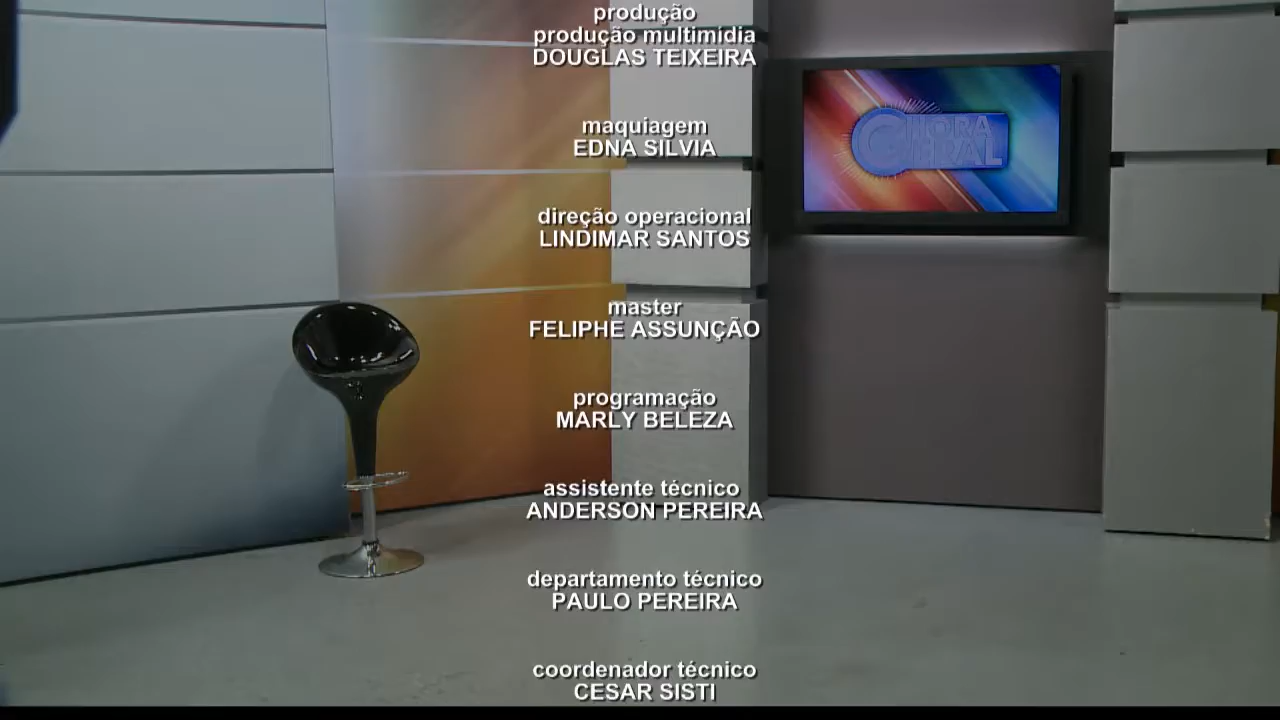 produção
produção multimídia
DOUGLAS TEIXEIRA
maquiagem
EDNA SILVIA
HORA
GERAL
direção operacional
LINDIMAR SANTOS
master
FELIPHE ASSUNÇÃO
programação
MARLY BELEZA
assistente técnico
ANDERSON PEREIRA
departamento técnico
PAULO PEREIRA
coordenador técnico
CESAR SISTI